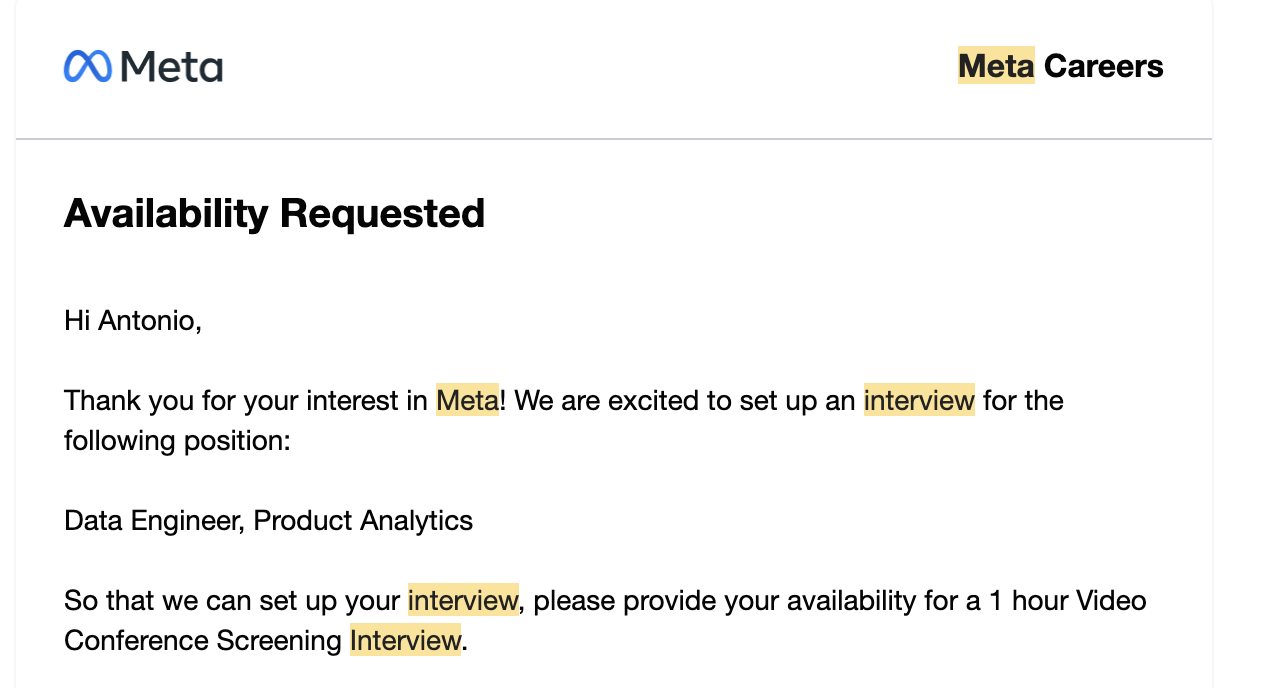 Meta
Meta Careers
Availability Requested
Hi Antonio,
Thank you for your interest in Meta! We are excited to set up an interview for the
following position:
Data Engineer, Product Analytics
So that we can set up your interview, please provide your availability for a 1 hour Video
Conference Screening Interview.